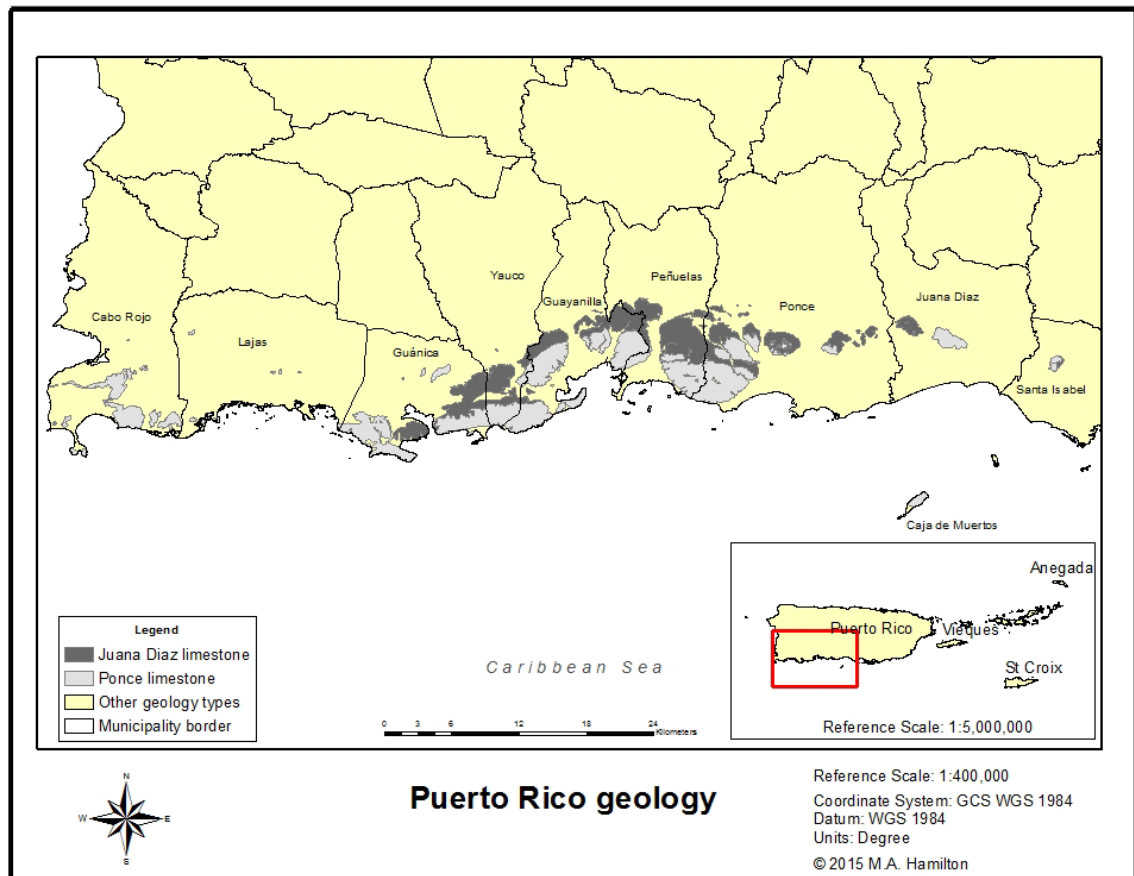 Yauco
Peñuelas
Guayanilla
Juana Diaz
Ponce
Cabo Rojo
Lajas
Guánica
Santa Isabel
Caja de Muertos
Anegada
Puerto Rico
Vieques
St Croix
Reference Scale: 1:5,000,000
Legend
Juana Diaz limestone
Ponce limestone
Other geology types
Municipality border
Caribbean Sea
0 3 6 12 18 24
Kilometers
N
W E
S
Puerto Rico geology
Reference Scale: 1:400,000
Coordinate System: GCS WGS 1984
Datum: WGS 1984
Units: Degree
© 2015 M.A. Hamilton